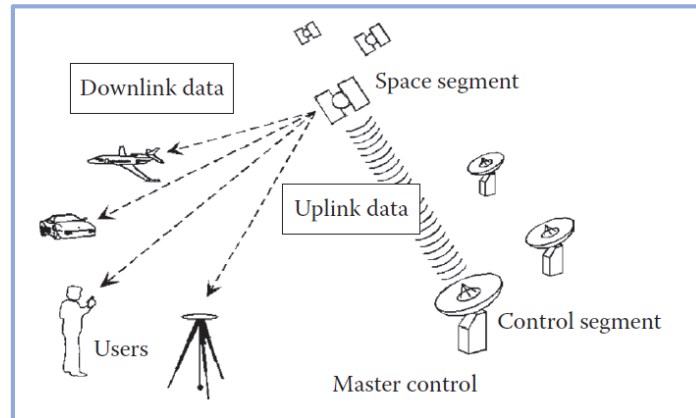 Space segment
Downlink data
Uplink data
Control segment
Users
Master control